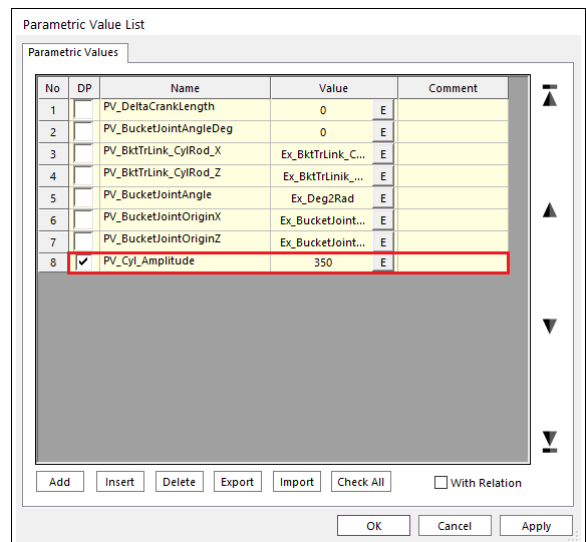 Parametric Value List
Parametric Values
No DP Name Value Comment
1 PV_DeltaCrankLength 0 E
2 PV_BucketJointAngleDeg 0 E
3 PV_BktTrLink_CylRod_X Ex_BktTrLink_C... E
4 PV_BktTrLink_CylRod_Z Ex_BktTrLinik_... E
5 PV_BucketJointAngle Ex_Deg2Rad E
6 PV_BucketJointOriginX Ex_BucketJoint... E
7 PV_BucketJointOriginZ Ex_BucketJoint... E
8 PV_Cyl_Amplitude 350 E
Add Insert Delete Export Import Check All With Relation
OK Cancel Apply